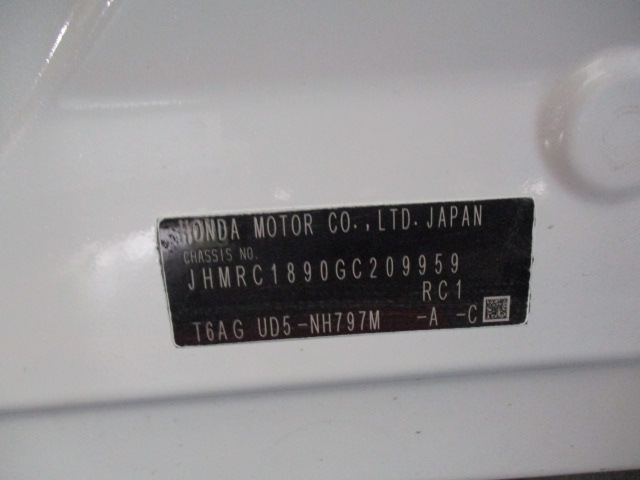 HONDA MOTOR CO.,LTD.JAPAN
CHASSIS NO.
JHMRC1890GC209959
RC1
T6AG UD5-NH797M -A -C